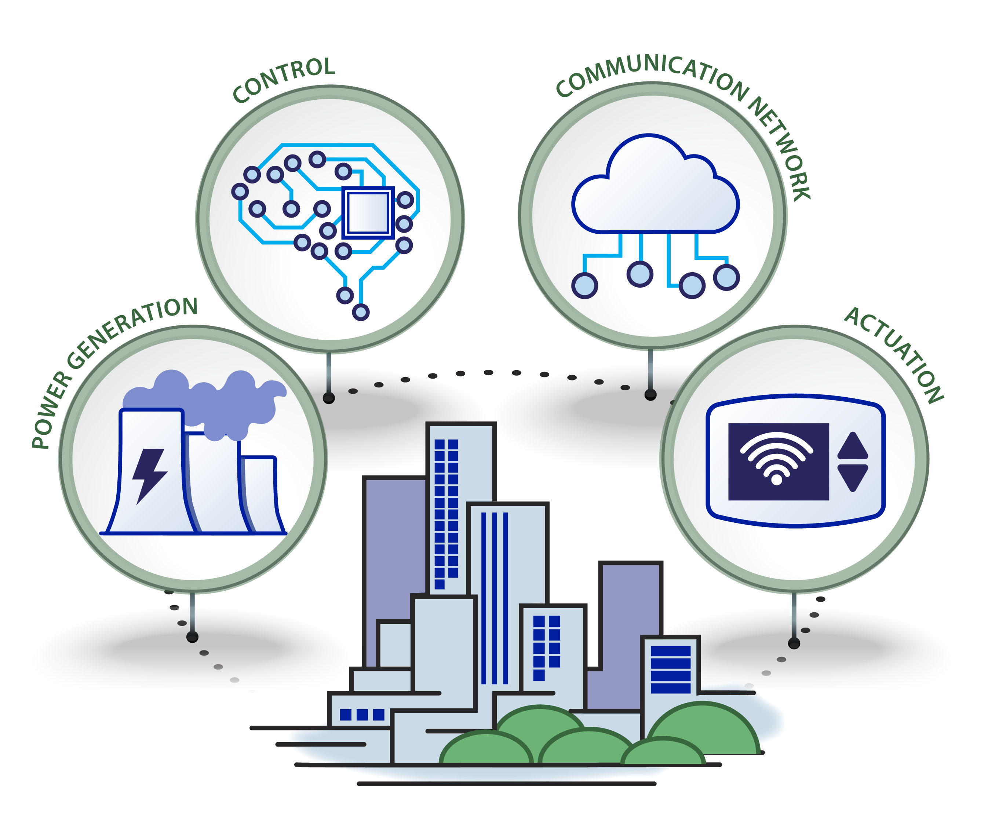 CONTROL
COMMUNICATION NETWORK
POWER GENERATION
ACTUATION